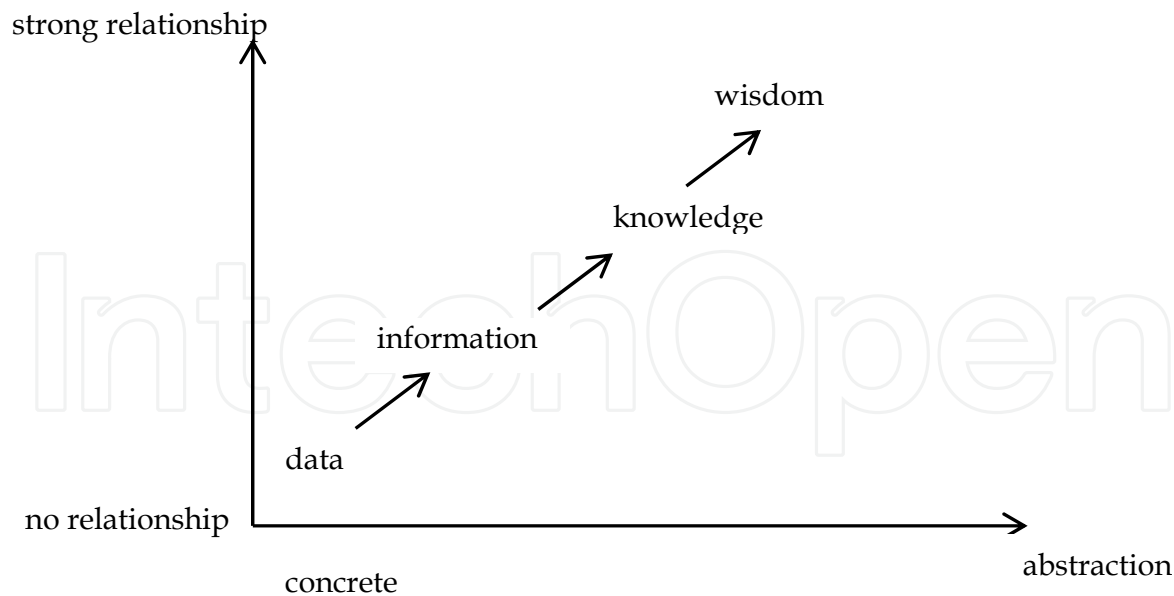 strong relationship
wisdom
knowledge
IntechOpen
information
data
no relationship
abstraction
concrete